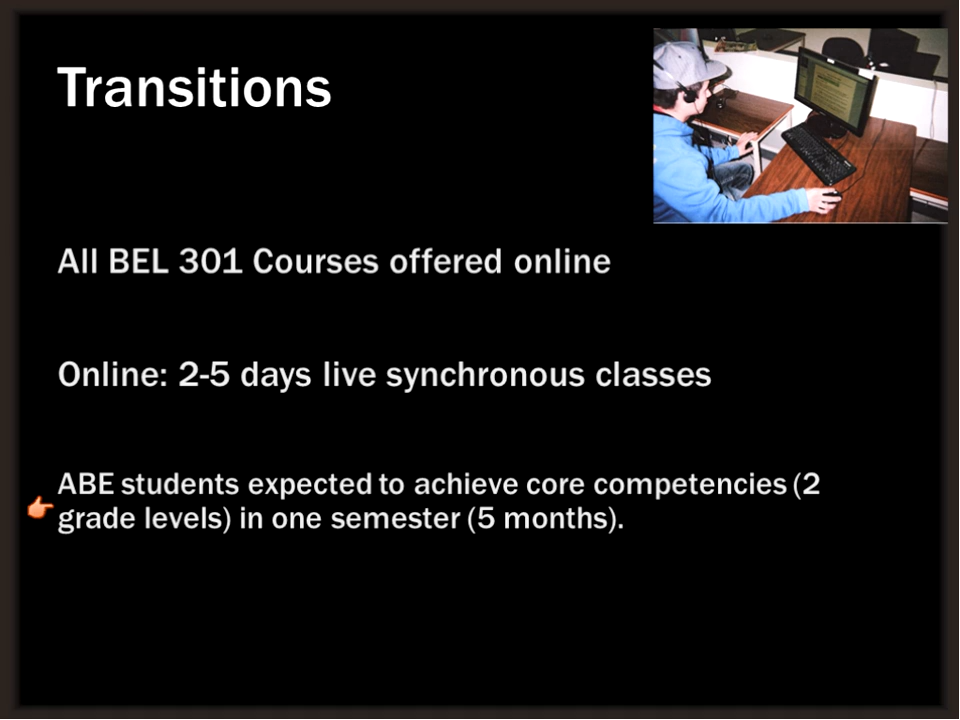 Transitions
All BEL 301 Courses offered online
Online: 2-5 days live synchronous classes
ABE students expected to achieve core competencies (2
grade levels) in one semester (5 months).